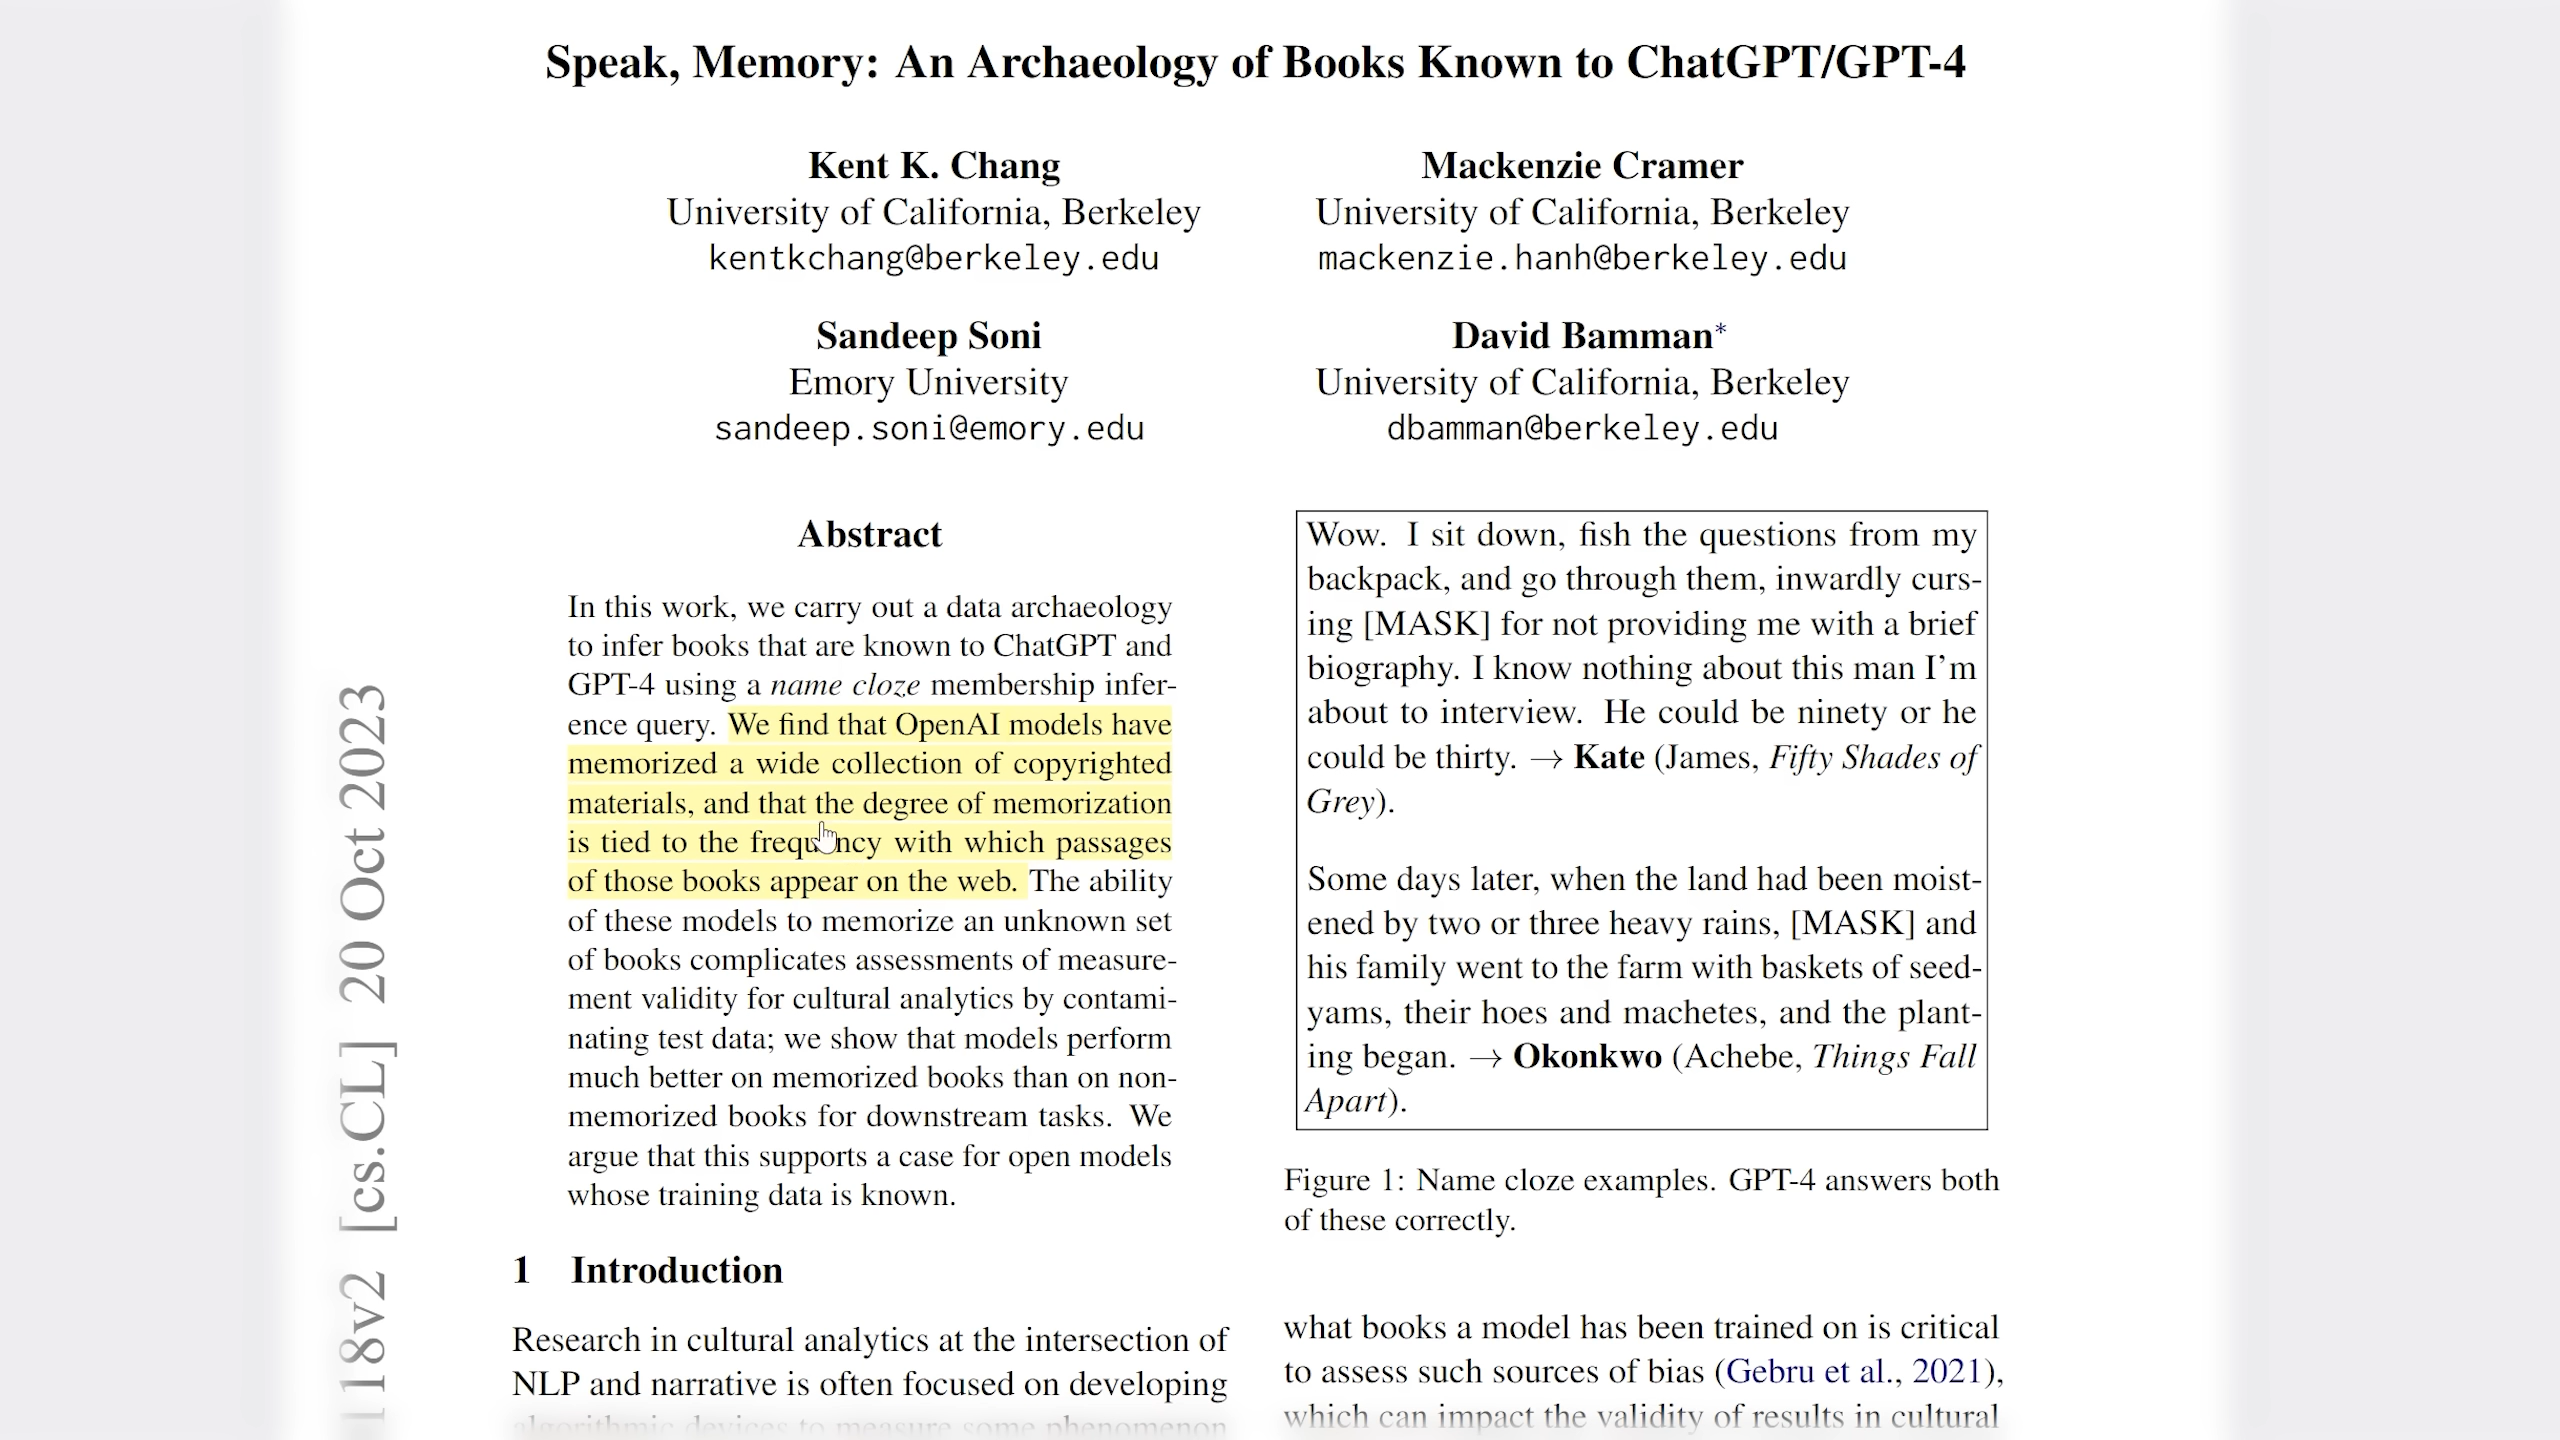 Speak, Memory: An Archaeology of Books Known to ChatGPT/GPT-4
Kent K. Chang
University of California, Berkeley
kentkchang@berkeley.edu
Mackenzie Cramer
University of California, Berkeley
mackenzie.hanh@berkeley.edu
Sandeep Soni
Emory University
sandeep.soni@emory.edu
David Bamman*
University of California, Berkeley
dbamman@berkeley.edu
Abstract
In this work, we carry out a data archaeology
to infer books that are known to ChatGPT and
GPT-4 using a name cloze membership infer-
ence query. We find that OpenAI models have
memorized a wide collection of copyrighted
materials, and that the degree of memorization
is tied to the frequency with which passages
of those books appear on the web. The ability
of these models to memorize an unknown set
of books complicates assessments of measure-
ment validity for cultural analytics by contami-
nating test data; we show that models perform
much better on memorized books than on non-
memorized books for downstream tasks. We
argue that this supports a case for open models
whose training data is known.
1 Introduction
Research in cultural analytics at the intersection of
NLP and narrative is often focused on developing
algorithmic devices to measure some phenomenon
Wow. I sit down, fish the questions from my
backpack, and go through them, inwardly curs-
ing [MASK] for not providing me with a brief
biography. I know nothing about this man I'm
about to interview. He could be ninety or he
could be thirty. → Kate (James, Fifty Shades of
Grey).
Some days later, when the land had been moist-
ened by two or three heavy rains, [MASK] and
his family went to the farm with baskets of seed-
yams, their hoes and machetes, and the plant-
ing began. → Okonkwo (Achebe, Things Fall
Apart).
Figure 1: Name cloze examples. GPT-4 answers both
of these correctly.
what books a model has been trained on is critical
to assess such sources of bias (Gebru et al., 2021),
which can impact the validity of results in cultural
118v2 [cs.CL] 20 Oct 2023